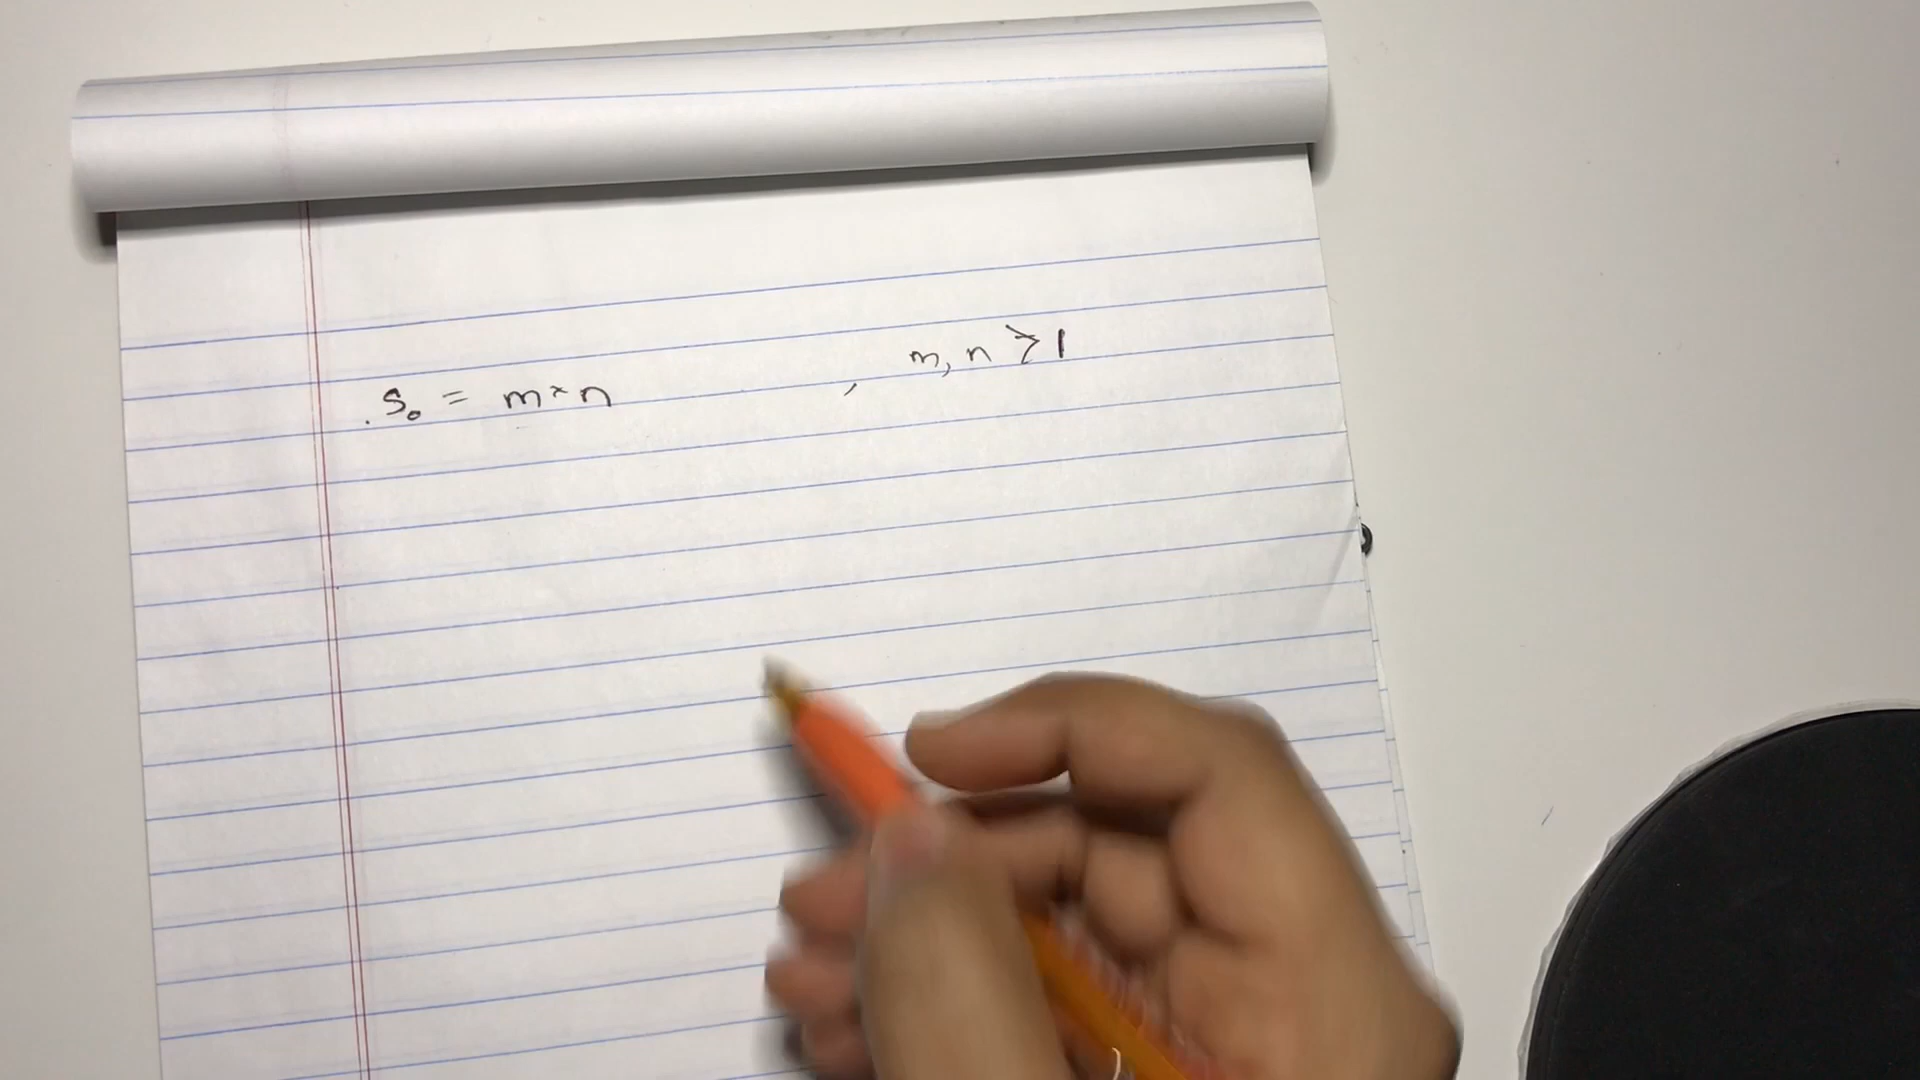 S₀ = m × n , m, n > 1